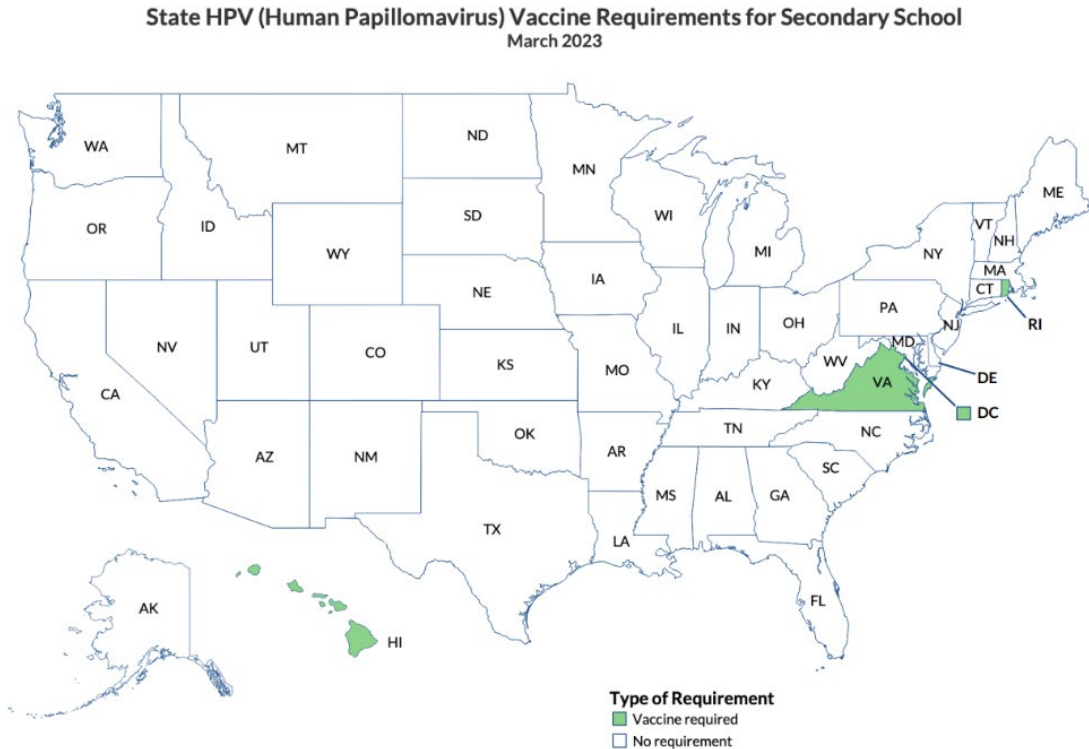 State HPV (Human Papillomavirus) Vaccine Requirements for Secondary School
March 2023
WA
MT
ND
MN
ME
OR
ID
SD
WI
VT
NH
WY
MI
NY
MA
CT
RI
NE
IA
PA
NJ
NV
UT
CO
KS
IL
IN
OH
MD
DE
CA
MO
WV
KY
VA
DC
AZ
NM
OK
AR
TN
NC
SC
TX
MS
AL
GA
LA
AK
FL
HI
Type of Requirement
Vaccine required
No requirement